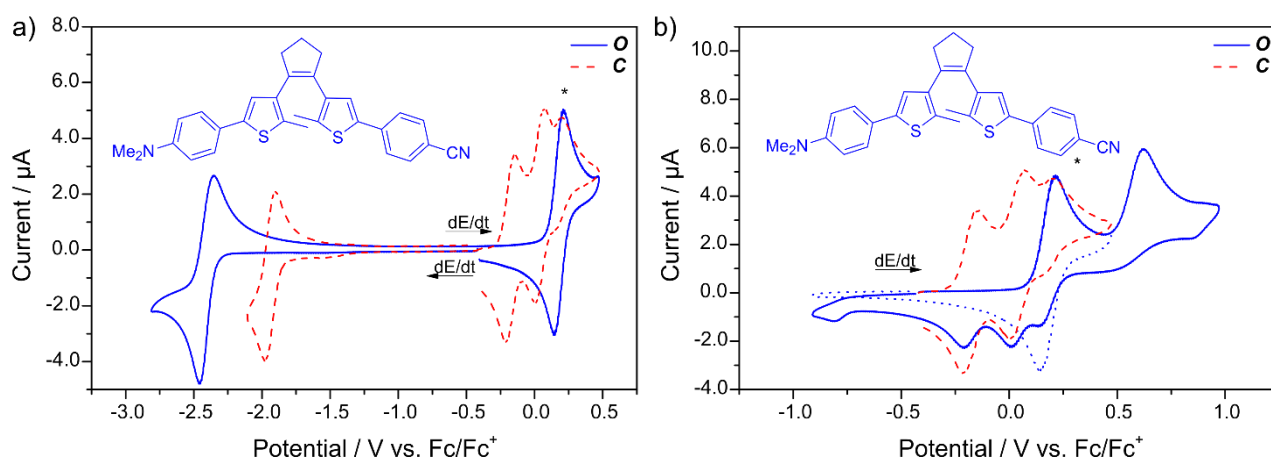 a)
8.0
6.0
4.0
2.0
0.0
-2.0
-4.0
Current / µA
-3.0 -2.5 -2.0 -1.5 -1.0 -0.5 0.0 0.5
Potential / V vs. Fc/Fc⁺
O
C
*
Me₂N
S
S
CN
dE/dt
dE/dt
b)
10.0
8.0
6.0
4.0
2.0
0.0
-2.0
-4.0
Current / µA
-1.0 -0.5 0.0 0.5 1.0
Potential / V vs. Fc/Fc⁺
O
C
Me₂N
S
S
CN
*
dE/dt